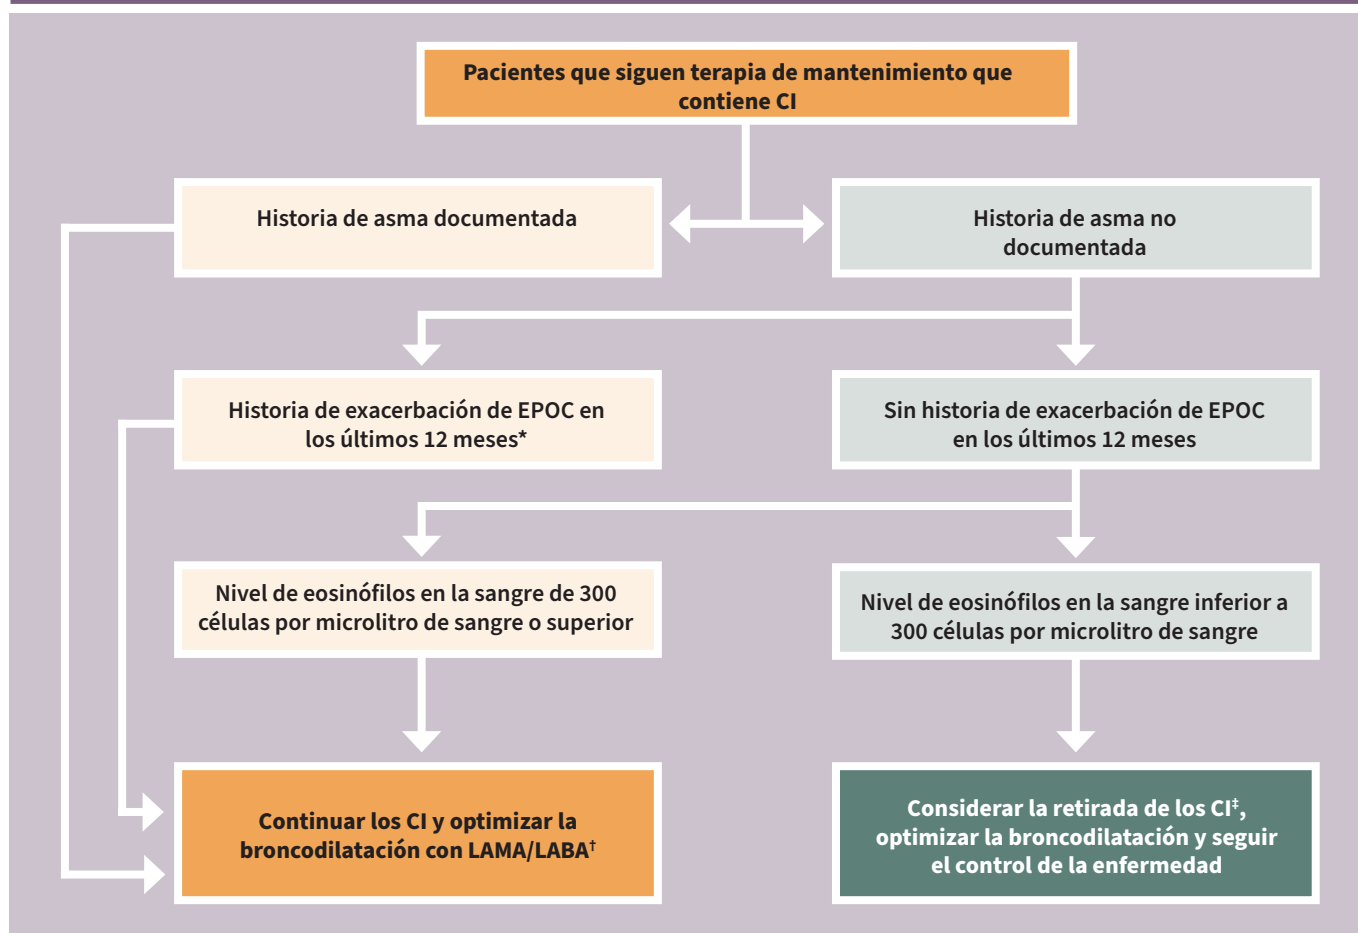 Pacientes que siguen terapia de mantenimiento que
contiene CI
Historia de asma documentada
Historia de asma no
documentada
Historia de exacerbación de EPOC en
los últimos 12 meses*
Sin historia de exacerbación de EPOC
en los últimos 12 meses
Nivel de eosinófilos en la sangre de 300
células por microlitro de sangre o superior
Nivel de eosinófilos en la sangre inferior a
300 células por microlitro de sangre
Continuar los CI y optimizar la
broncodilatación con LAMA/LABA†
Considerar la retirada de los CI‡,
optimizar la broncodilatación y seguir
el control de la enfermedad